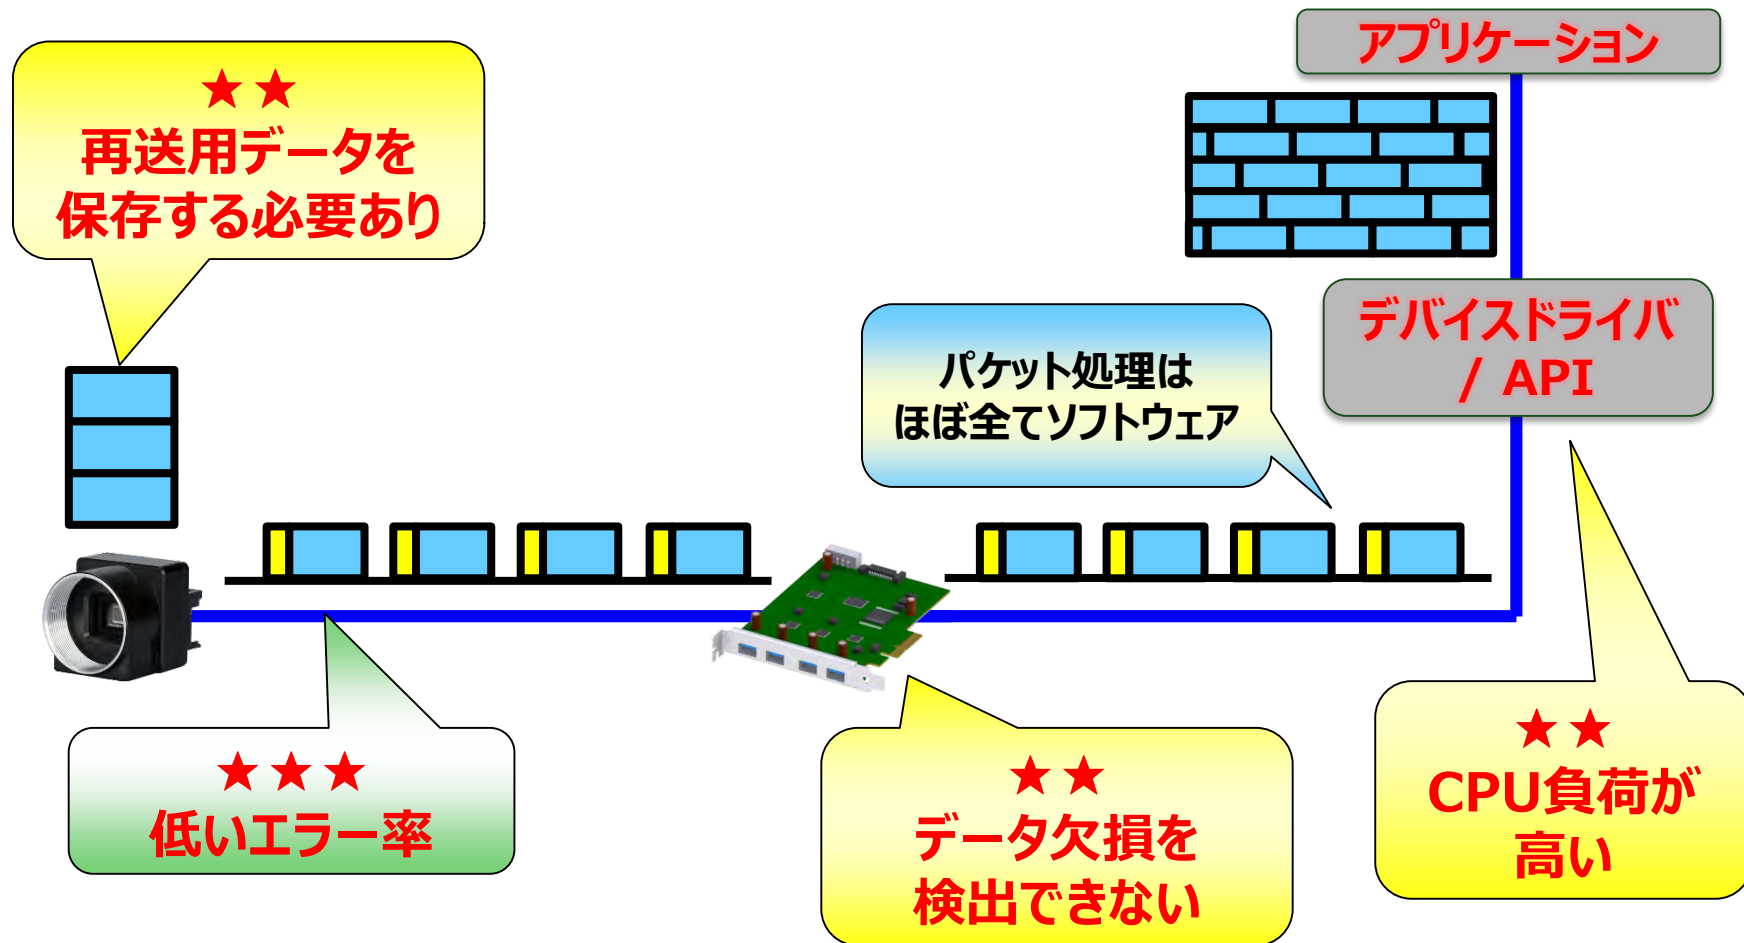 アプリケーション
★★
再送用データを
保存する必要あり
デバイスドライバ
/ API
パケット処理は
ほぼ全てソフトウェア
★★★
低いエラー率
★★
データ欠損を
検出できない
★★
CPU負荷が
高い